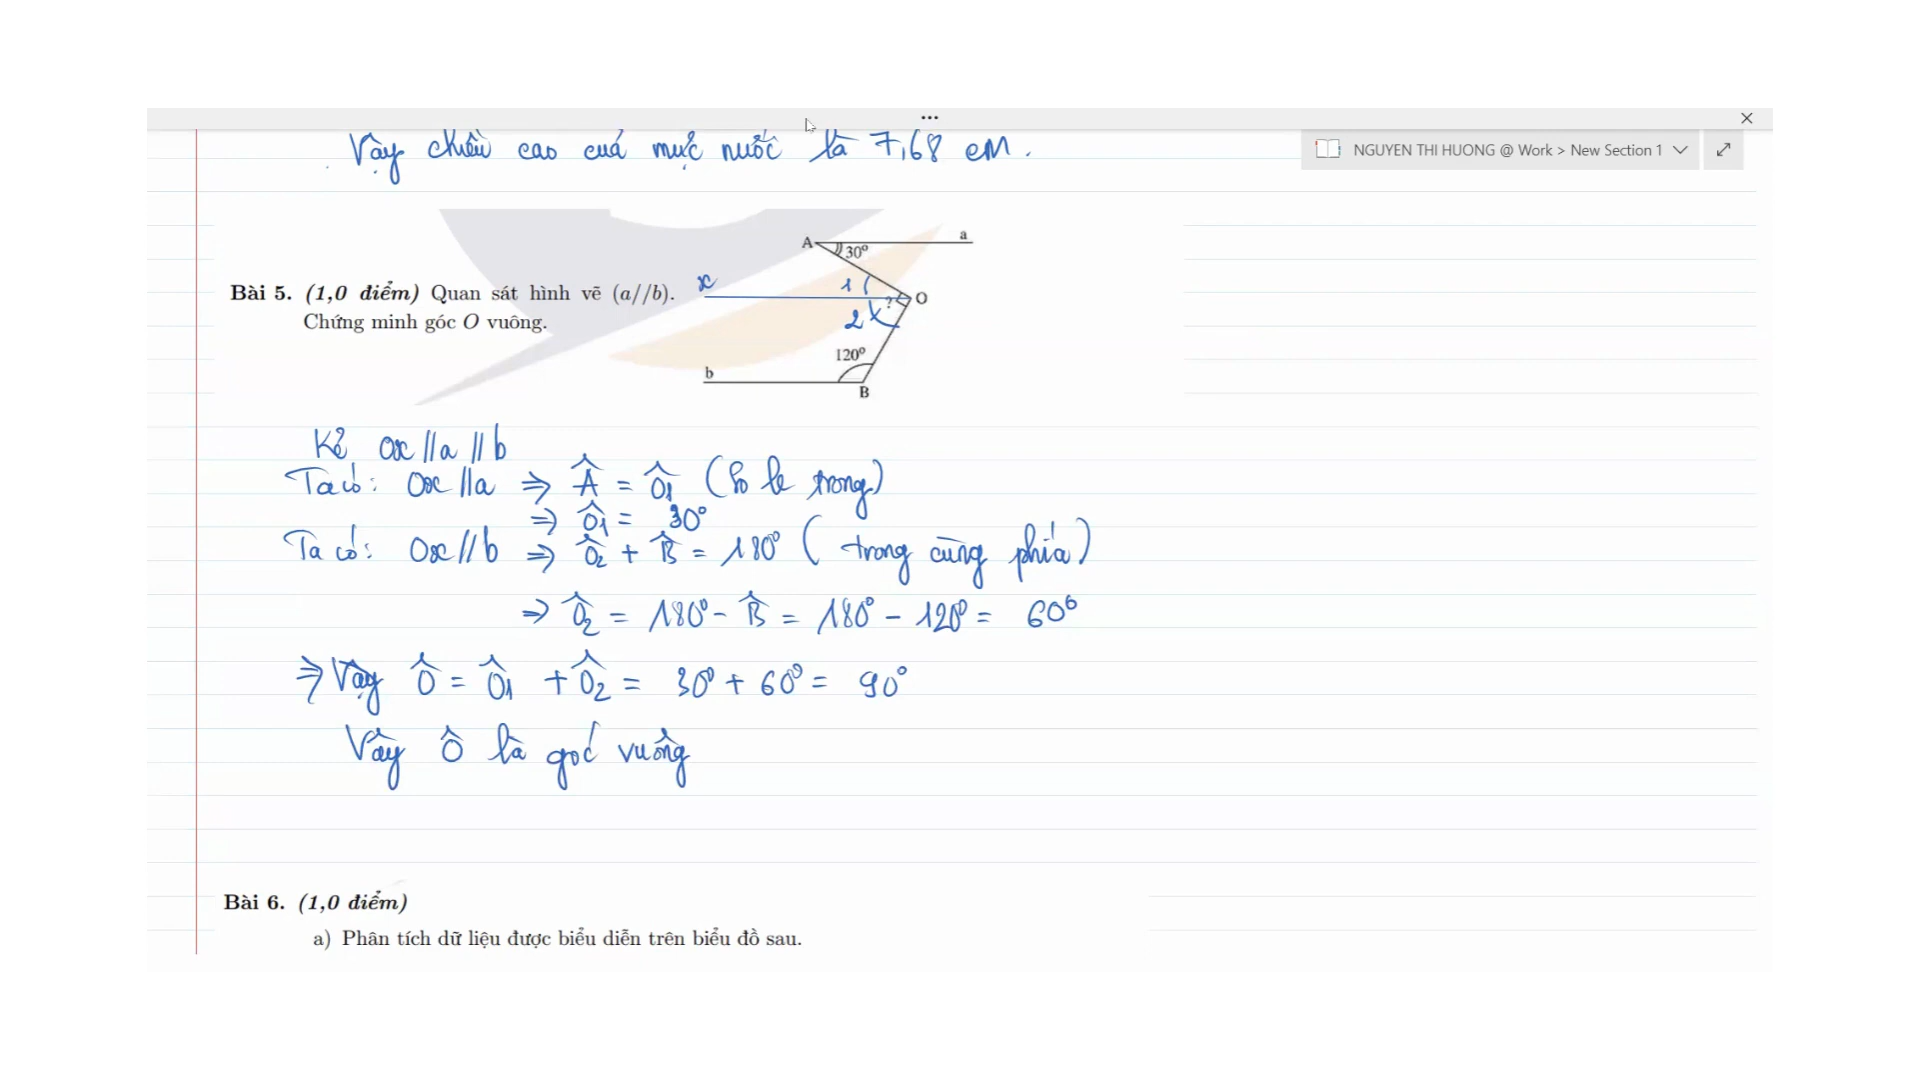 Vậy chiều cao của mực nước là 7,68 cm.
NGUYEN THI HUONG @ Work > New Section 1
A 30° a
x 1 ? O
Bài 5. (1,0 điểm) Quan sát hình vẽ (a//b).
2
Chứng minh góc O vuông.
120°
b
B
Kẻ Ox // a // b
Ta có: Ox // a ⇒ Â = Ô1 (so le trong)
⇒ Ô1 = 30°
Ta có: Ox // b ⇒ Ô2 + B̂ = 180° (trong cùng phía)
⇒ Ô2 = 180° - B̂ = 180° - 120° = 60°
⇒ Vậy Ô = Ô1 + Ô2 = 30° + 60° = 90°
Vậy Ô là góc vuông
Bài 6. (1,0 điểm)
a) Phân tích dữ liệu được biểu diễn trên biểu đồ sau.